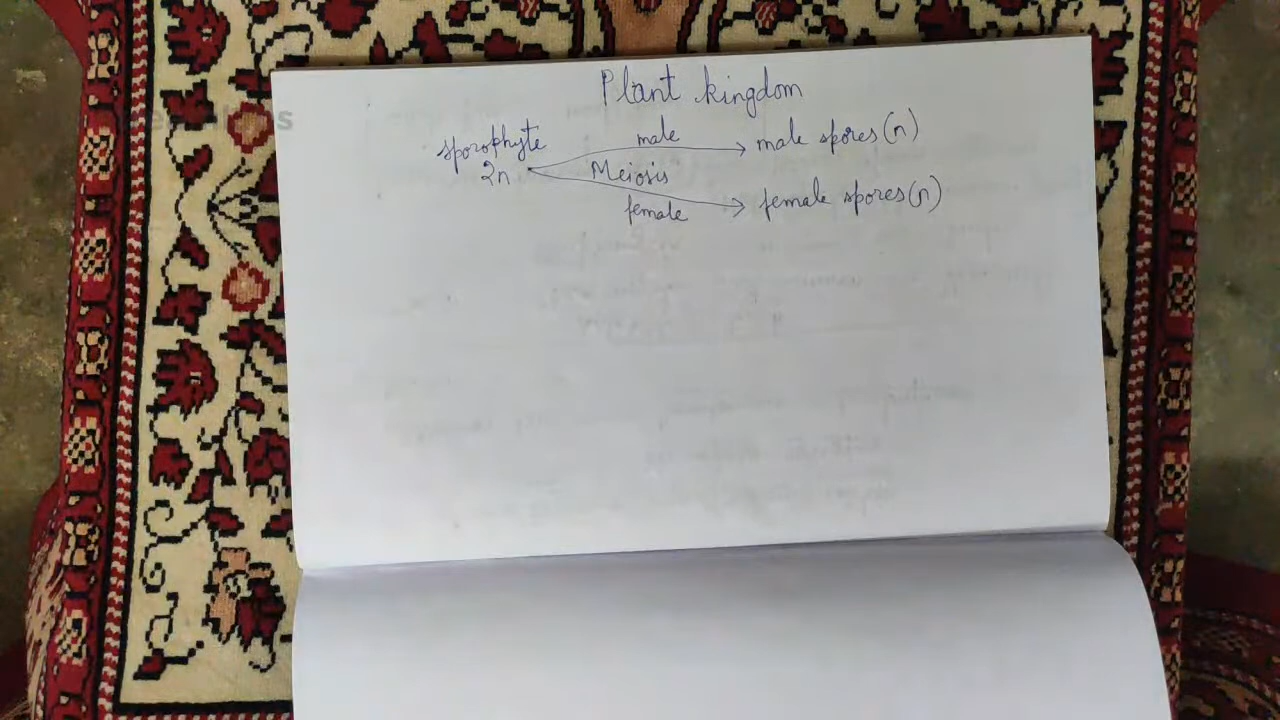 Plant kingdom
sporophyte male male spores (n)
2n Meiosis
female female spores (n)